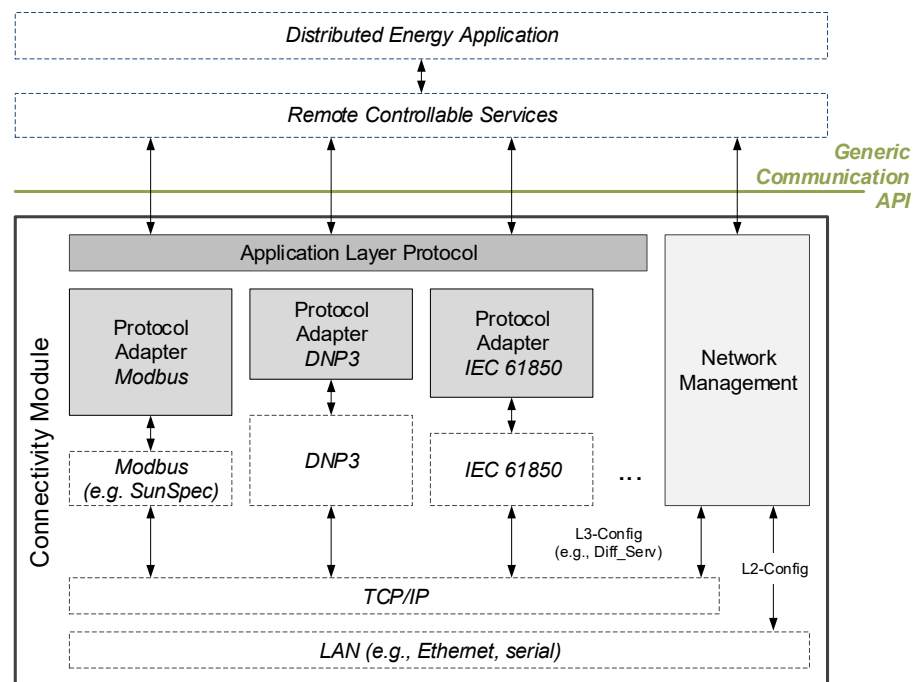 Distributed Energy Application
Remote Controllable Services
Generic
Communication
API
Connectivity Module
Application Layer Protocol
Protocol
Adapter
Modbus
Protocol
Adapter
DNP3
Protocol
Adapter
IEC 61850
Network
Management
Modbus
(e.g. SunSpec)
DNP3
IEC 61850
...
L3-Config
(e.g., Diff_Serv)
L2-Config
TCP/IP
LAN (e.g., Ethernet, serial)